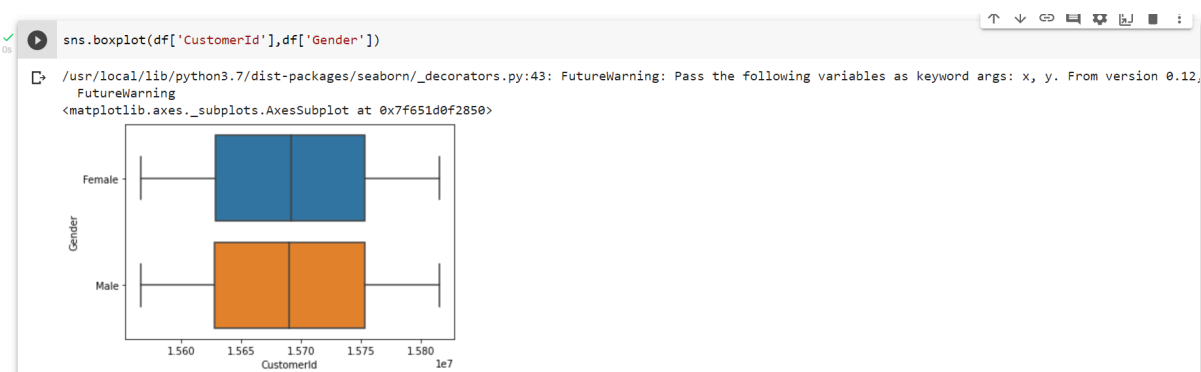 0s
sns.boxplot(df['CustomerId'],df['Gender'])
/usr/local/lib/python3.7/dist-packages/seaborn/_decorators.py:43: FutureWarning: Pass the following variables as keyword args: x, y. From version 0.12,
FutureWarning
<matplotlib.axes._subplots.AxesSubplot at 0x7f651d0f2850>
Female
Gender
Male
1.560 1.565 1.570 1.575 1.580
CustomerId 1e7